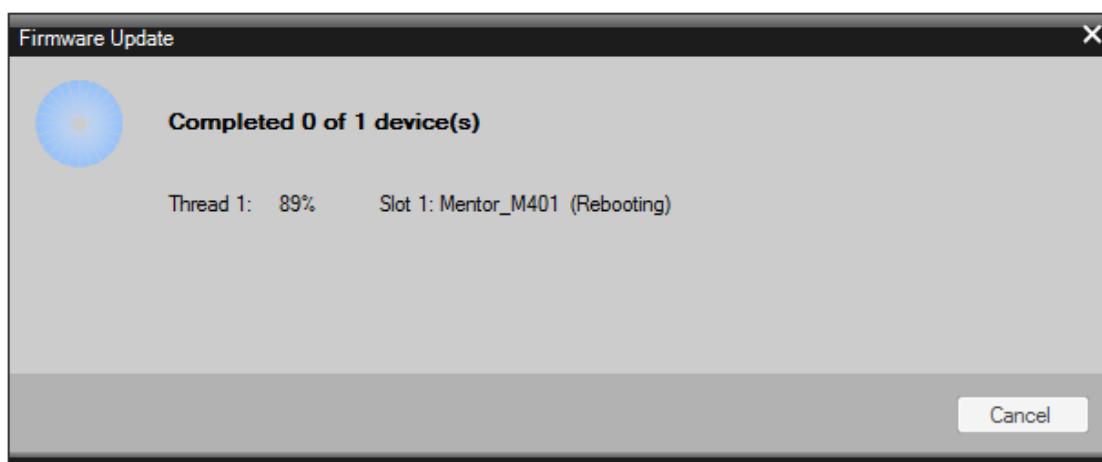 Firmware Update
Completed 0 of 1 device(s)
Thread 1: 89% Slot 1: Mentor_M401 (Rebooting)
Cancel